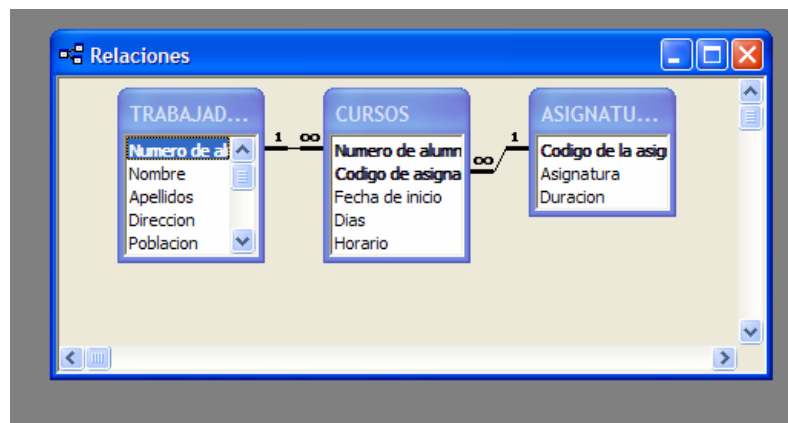 Relaciones
TRABAJAD...
Numero de al
Nombre
Apellidos
Direccion
Poblacion
1 ∞
CURSOS
Numero de alumn
Codigo de asigna
Fecha de inicio
Dias
Horario
∞ 1
ASIGNATU...
Codigo de la asig
Asignatura
Duracion